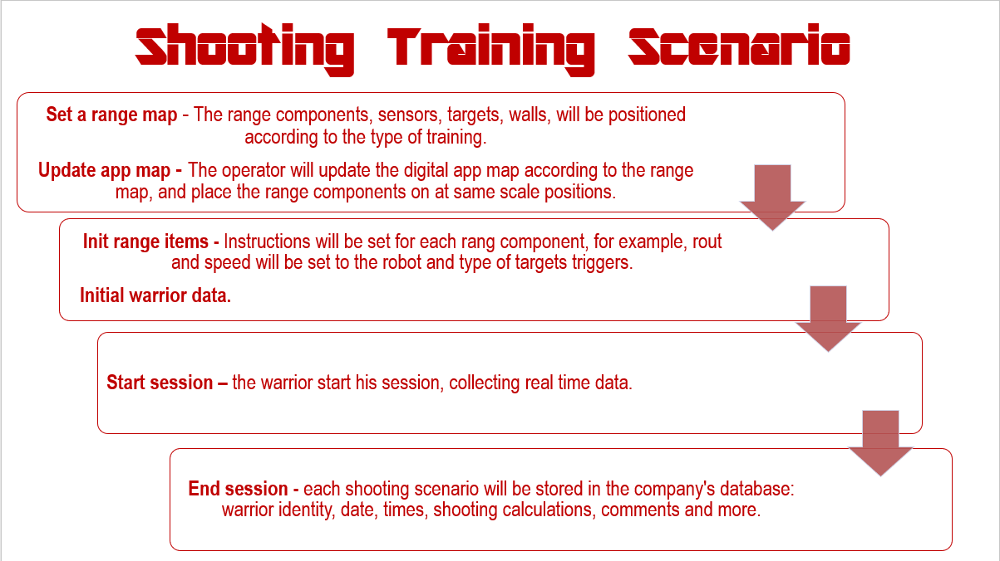 Shooting Training Scenario
Set a range map - The range components, sensors, targets, walls, will be positioned
according to the type of training.
Update app map - The operator will update the digital app map according to the range
map, and place the range components on at same scale positions.
Init range items - Instructions will be set for each rang component, for example, rout
and speed will be set to the robot and type of targets triggers.
Initial warrior data.
Start session – the warrior start his session, collecting real time data.
End session - each shooting scenario will be stored in the company's database:
warrior identity, date, times, shooting calculations, comments and more.